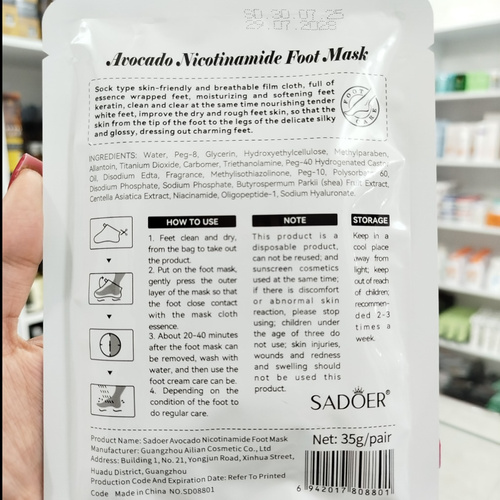 SD.30.07.25
29.07.2028
Avocado Nicotinamide Foot Mask
Sock type skin-friendly and breathable film cloth, full of
essence wrapped feet, moisturizing and softening feet
keratin, clean and clear at the same time nourishing tender
white feet, improve the dry and rough feet skin, so that the
skin from the tip of the foot to the legs of the delicate silky
and glossy, dressing out charming feet.
FOOT CARE
INGREDIENTS: Water, Peg-8, Glycerin, Hydroxyethylcellulose, Methylparaben,
Allantoin, Titanium Dioxide, Carbomer, Triethanolamine, Peg-40 Hydrogenated Casto
Oil, Disodium Edta, Fragrance, Methylisothiazolinone, Peg-10, Polysorbate 60,
Disodium Phosphate, Sodium Phosphate, Butyrospermum Parkii (shea) Fruit Extract,
Centella Asiatica Extract, Niacinamide, Oligopeptide-1, Sodium Hyaluronate.
HOW TO USE
1. Feet clean and dry,
from the bag to take out
the product.
2. Put on the foot mask,
gently press the outer
layer of the mask so that
the foot close contact
with the mask cloth
essence.
3. About 20-40 minutes
after the foot mask can
be removed, wash with
water, and then use the
foot cream care can be.
4. Depending on the
condition of the foot to
do regular care.
NOTE
This product is a
disposable product,
can not be reused; and
sunscreen cosmetics
used at the same time;
if there is discomfort
or abnormal skin
reaction, please stop
using; children under
the age of three do
not use; skin injuries,
wounds and redness
and swelling should
not be used this
product.
STORAGE
Keep in a
cool place
away from
light; keep
out of reach
of children;
recommen-
ded 2-3
times a
week.
SADOER®
Product Name: Sadoer Avocado Nicotinamide Foot Mask
Manufacturer: Guangzhou Ailian Cosmetic Co., Ltd
Address: Building 1, No. 21, Yongjun Road, Xinhua Street,
Huadu District, Guangzhou
Production Code And Expiration Date: Refer To Printed
Code Made in China NO.SD08801
Net: 35g/pair
6 942017 808801